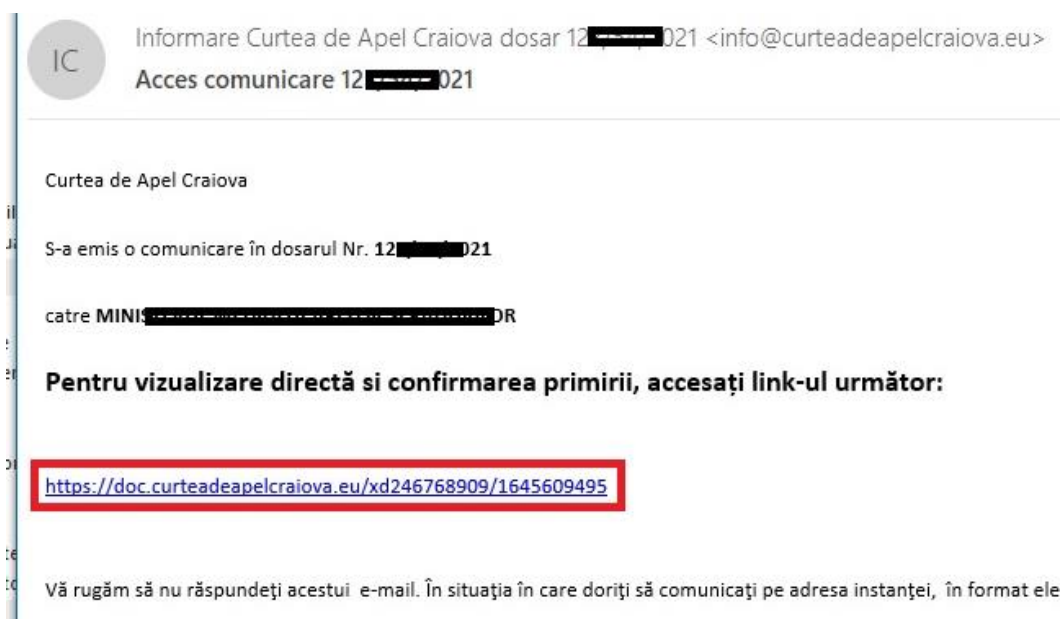 IC
Informare Curtea de Apel Craiova dosar 12 021 <info@curteadeapelcraiova.eu>
Acces comunicare 12 021
Curtea de Apel Craiova
S-a emis o comunicare în dosarul Nr. 12 021
catre MINIS OR
Pentru vizualizare directă si confirmarea primirii, accesați link-ul următor:
https://doc.curteadeapelcraiova.eu/xd246768909/1645609495
Vă rugăm să nu răspundeţi acestui e-mail. În situaţia în care doriţi să comunicaţi pe adresa instanţei, în format ele